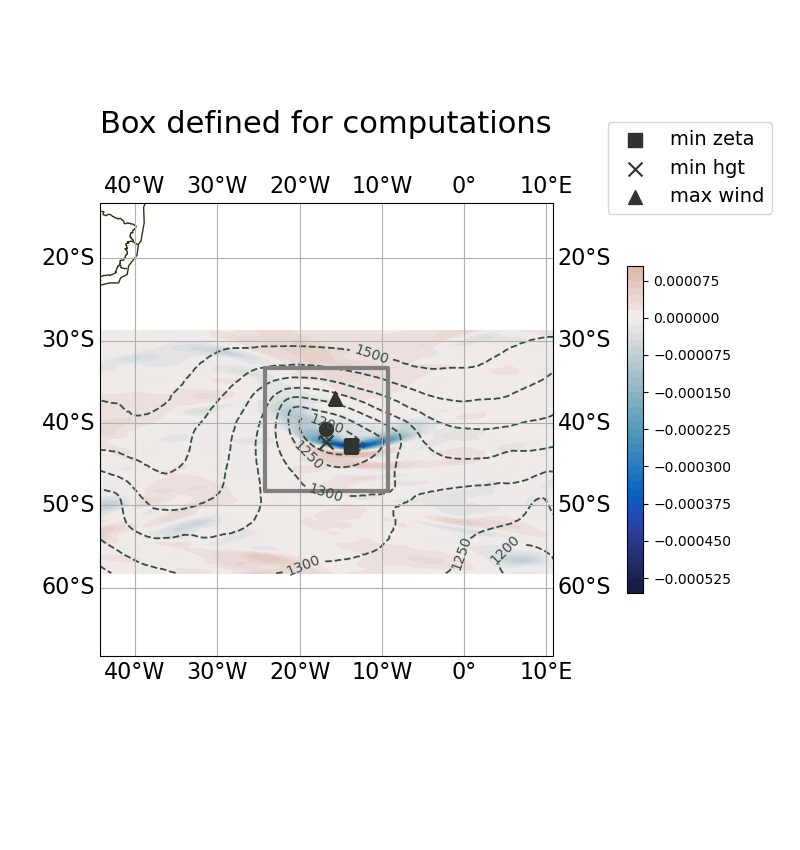 Box defined for computations
min zeta
min hgt
max wind
40°W 30°W 20°W 10°W 0° 10°E
20°S 20°S
30°S 30°S
40°S 40°S
50°S 50°S
60°S 60°S
1500
1200
1250
1300
1300
1250
1200
40°W 30°W 20°W 10°W 0° 10°E
0.000075
0.000000
−0.000075
−0.000150
−0.000225
−0.000300
−0.000375
−0.000450
−0.000525